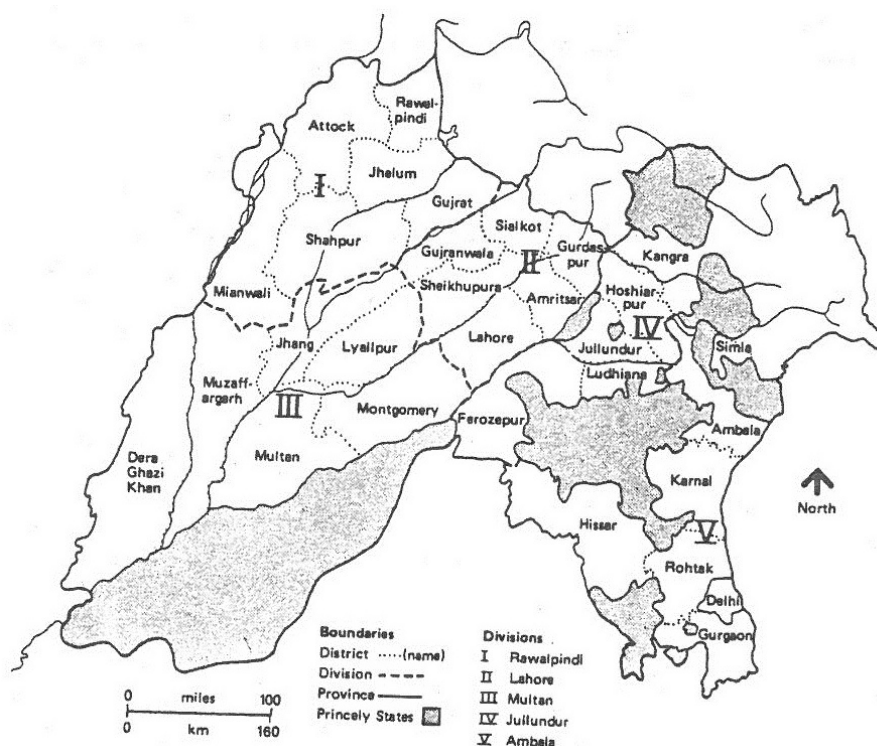 Rawal-
pindi
Attock
Jhelum
I
Gujrat
Sialkot
Shahpur
Gujranwala
II
Gurdas-
pur
Kangra
Mianwali
Sheikhupura
Amritsar
Hoshiar-
pur
IV
Jhang
Lyallpur
Lahore
Jullundur
Simla
Muzaff-
argarh
Ludhiana
III
Montgomery
Ferozepur
Ambala
Multan
Dera
Ghazi
Khan
Karnal
North
Hissar
V
Rohtak
Delhi
Gurgaon
Boundaries
District ......(name)
Division ----
Province
Princely States
Divisions
I Rawalpindi
II Lahore
III Multan
IV Jullundur
V Ambala
0 miles 100
0 km 160